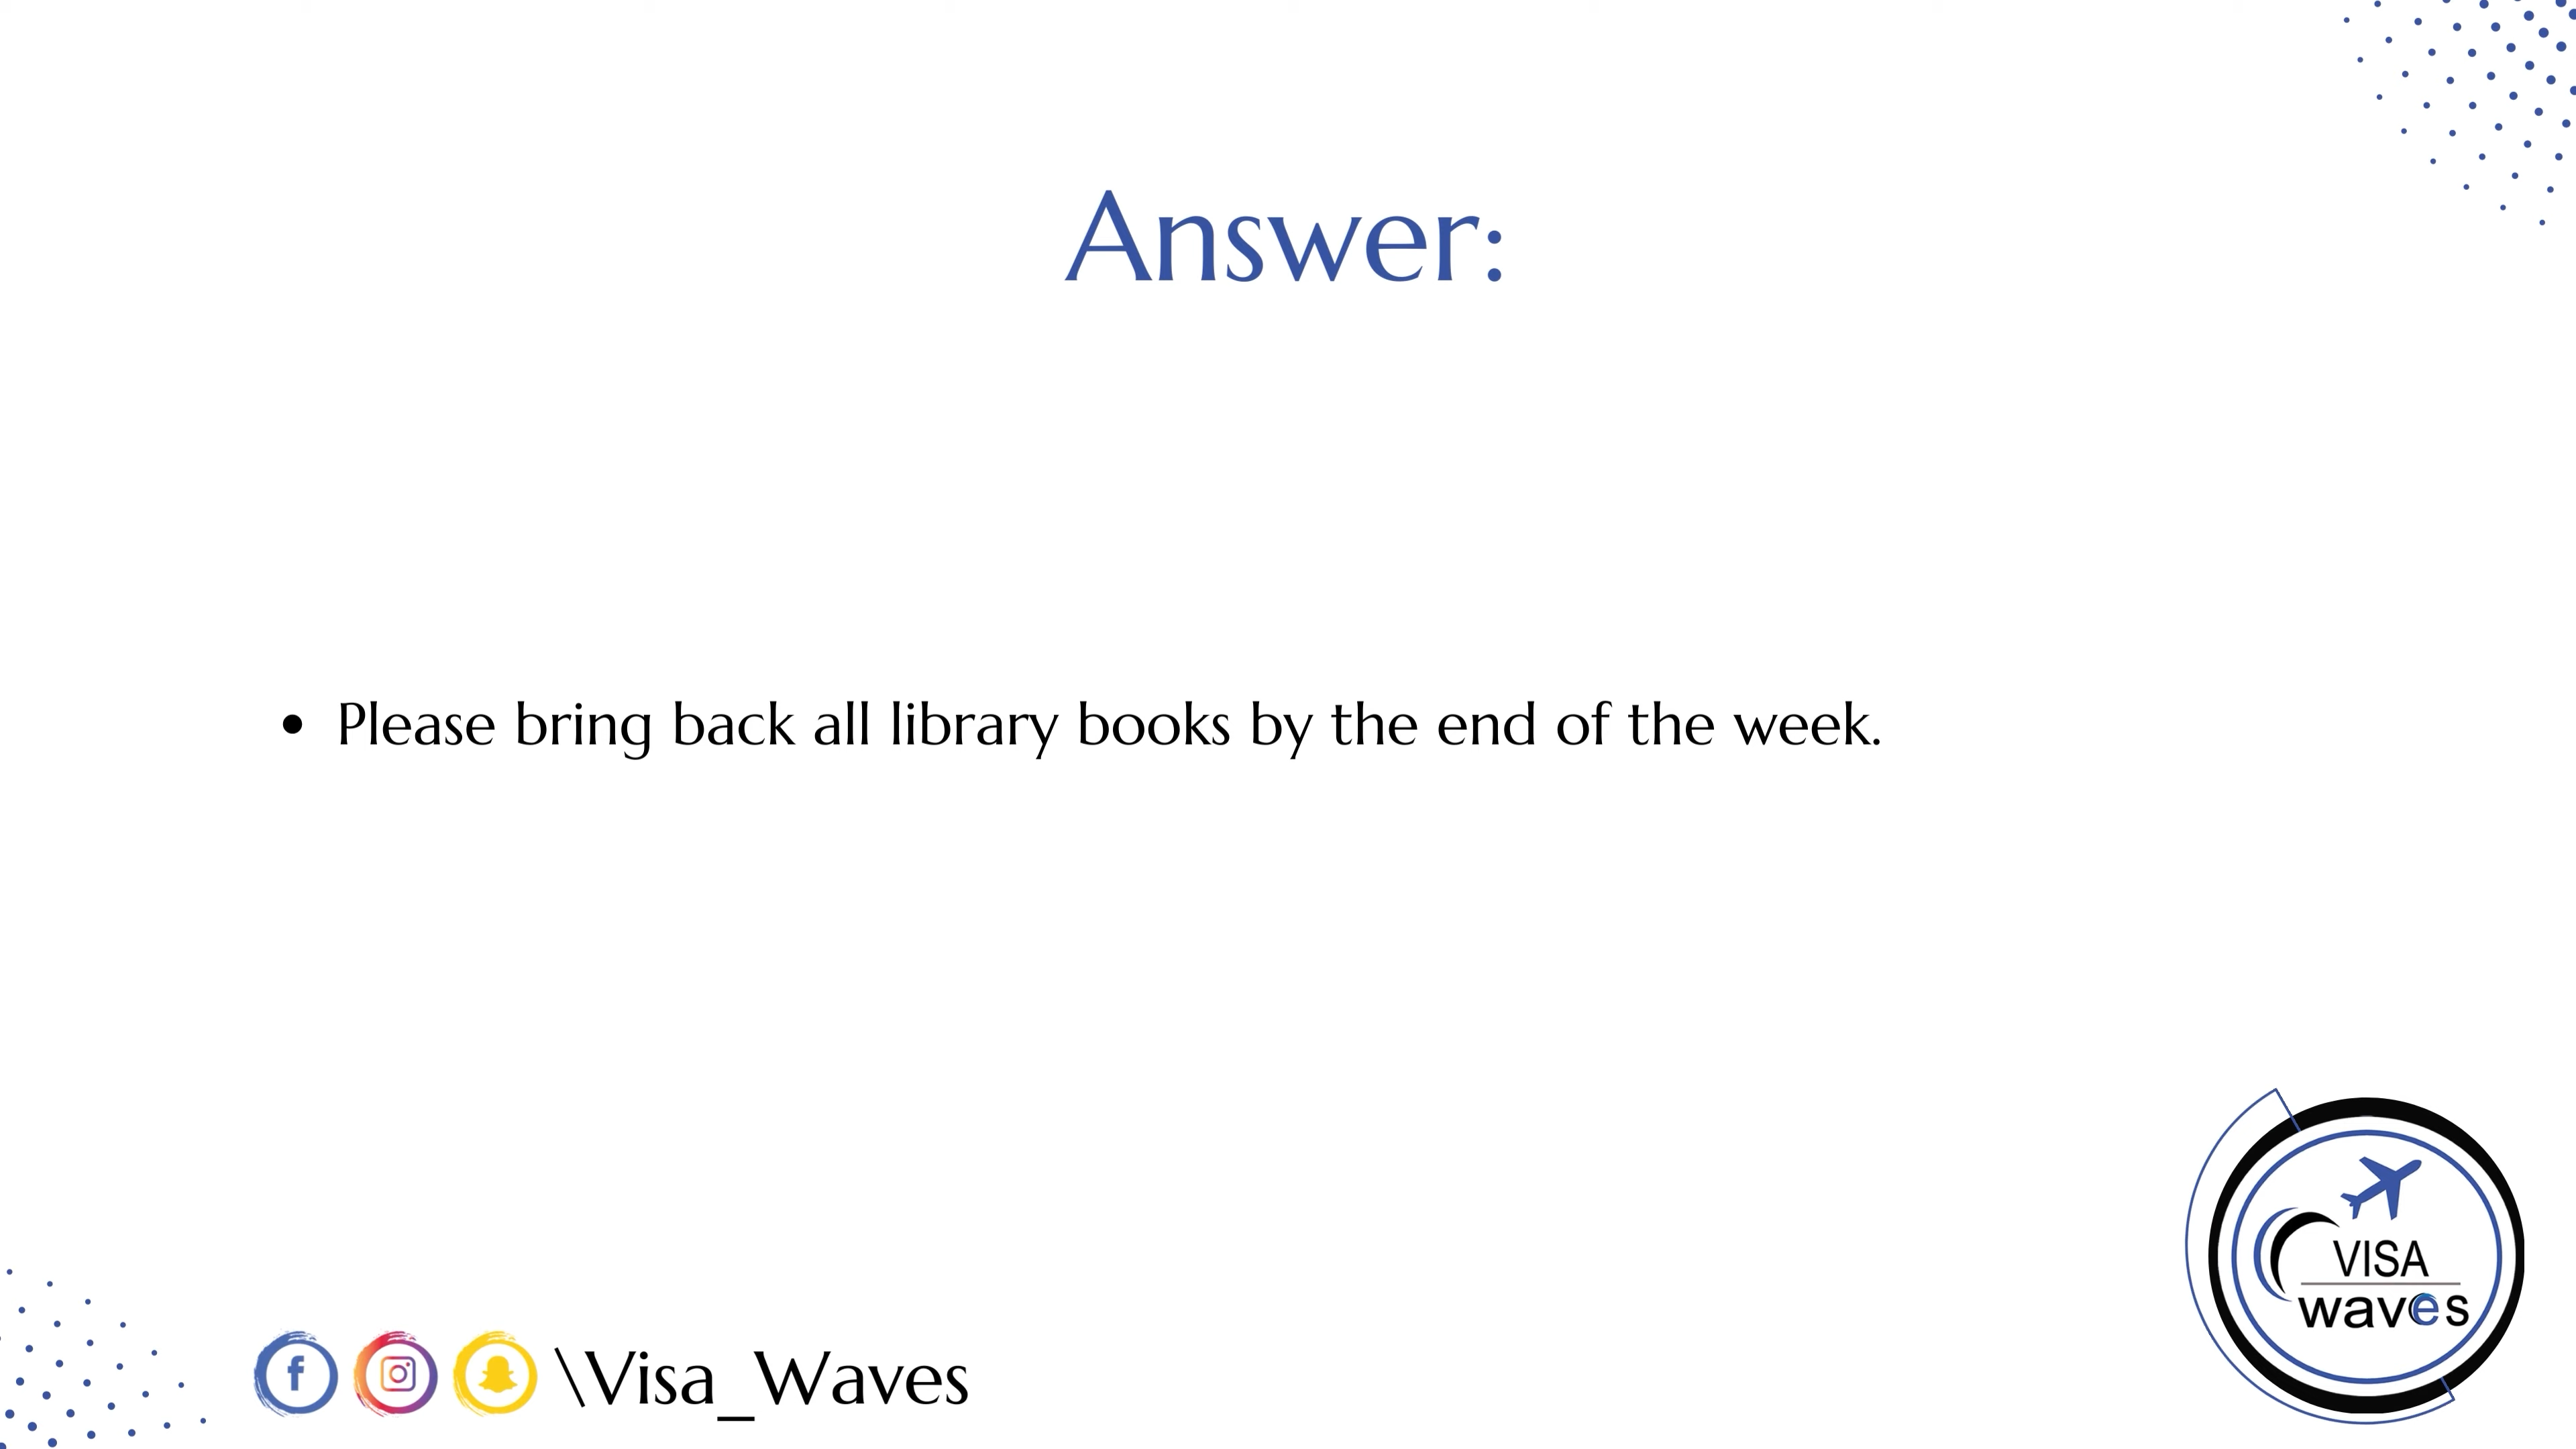 Answer:
• Please bring back all library books by the end of the week.
VISA
waves
\Visa_Waves